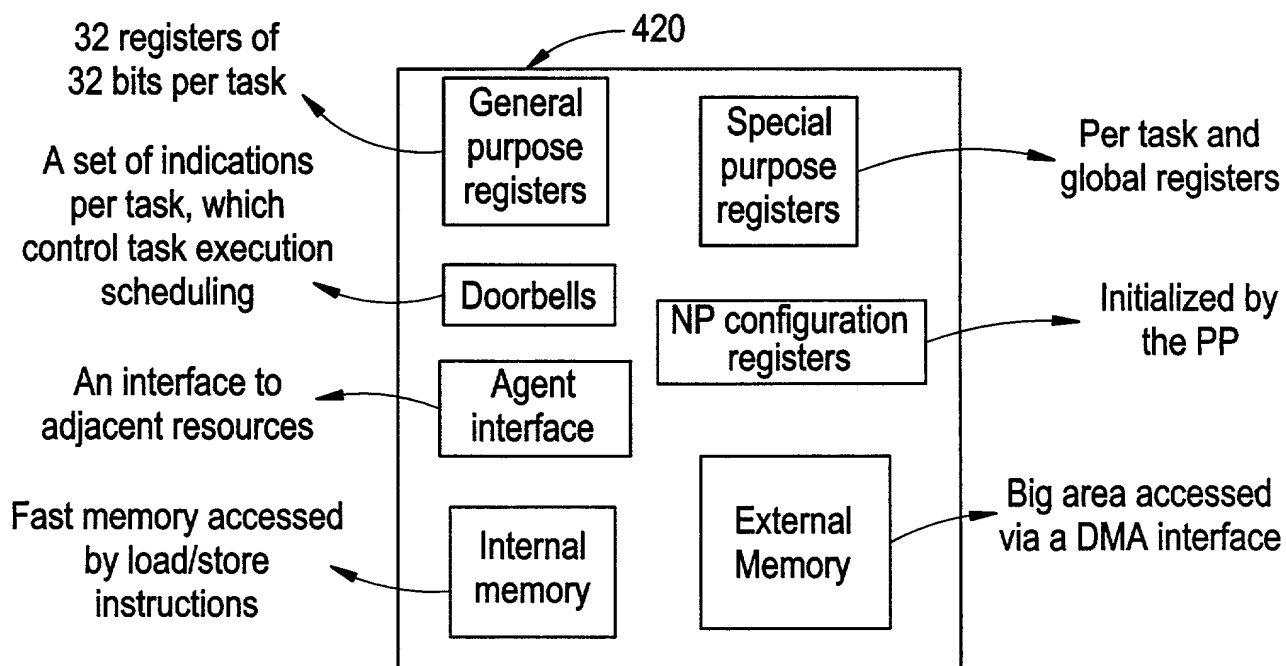 420
32 registers of
32 bits per task
General
purpose
registers
Special
purpose
registers
Per task and
global registers
A set of indications
per task, which
control task execution
scheduling
Doorbells
NP configuration
registers
Initialized by
the PP
An interface to
adjacent resources
Agent
interface
Fast memory accessed
by load/store
instructions
Internal
memory
External
Memory
Big area accessed
via a DMA interface